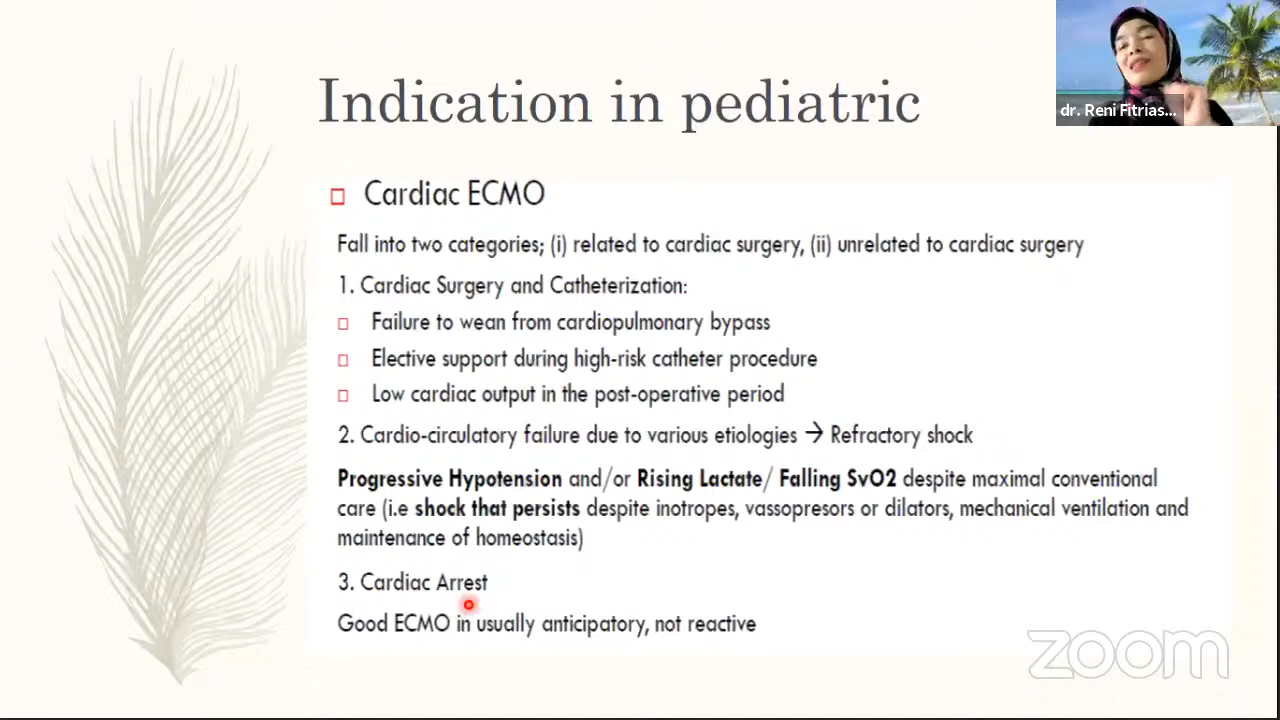 Indication in pediatric
dr. Reni Fitrias...
Cardiac ECMO
Fall into two categories; (i) related to cardiac surgery, (ii) unrelated to cardiac surgery
1. Cardiac Surgery and Catheterization:
Failure to wean from cardiopulmonary bypass
Elective support during high-risk catheter procedure
Low cardiac output in the post-operative period
2. Cardio-circulatory failure due to various etiologies → Refractory shock
Progressive Hypotension and/or Rising Lactate/ Falling SvO2 despite maximal conventional
care (i.e shock that persists despite inotropes, vassopresors or dilators, mechanical ventilation and
maintenance of homeostasis)
3. Cardiac Arrest
Good ECMO in usually anticipatory, not reactive
zoom